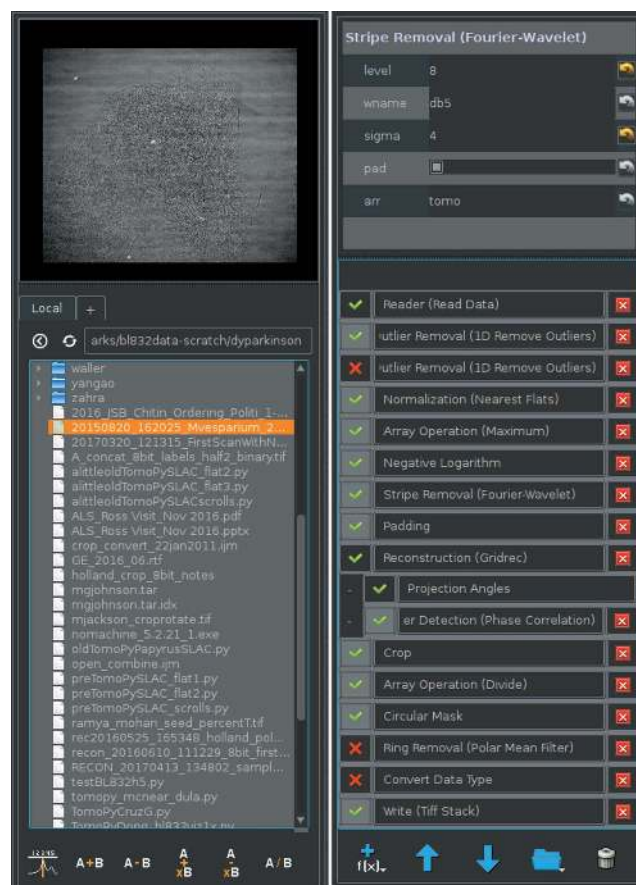 Local +
arks/bl832data-scratch/dyparkinson
waller
yangao
zahra
2016_JSB_Chitin_Ordering_Politi_1-...
20150820_162025_Mvesparium_2...
20170320_121315_FirstScanWithN...
A_concat_8bit_labels_half2_binary.tif
alittleoldTomoPySLAC_flat2.py
alittleoldTomoPySLAC_flat3.py
alittleoldTomoPySLACscrolls.py
ALS_Ross Visit_Nov 2016.pdf
ALS_Ross Visit_Nov 2016.pptx
crop_convert_22jan2011.ijm
GE_2016_06.rtf
holland_crop_8bit_notes
mgjohnson.tar
mgjohnson.tar.idx
mjackson_croprotate.tif
nomachine_5.2.21_1.exe
oldTomoPyPapyrusSLAC.py
open_combine.ijm
preTomoPySLAC_flat1.py
preTomoPySLAC_flat2.py
preTomoPySLAC_scrolls.py
ramya_mohan_seed_percentT.tif
rec20160525_165348_holland_pol...
recon_20160610_111229_8bit_first...
RECON_20170413_134802_sampl...
testBL832h5.py
tomopy_mcnear_dula.py
TomoPyCruzG.py
TomoPyDong_bl832viz1x.py
12345
A+B
A-B
A
÷
xB
A
-
xB
A/B
Stripe Removal (Fourier-Wavelet)
level 8
wname db5
sigma 4
pad
arr tomo
Reader (Read Data)
utlier Removal (1D Remove Outliers)
utlier Removal (1D Remove Outliers)
Normalization (Nearest Flats)
Array Operation (Maximum)
Negative Logarithm
Stripe Removal (Fourier-Wavelet)
Padding
Reconstruction (Gridrec)
Projection Angles
er Detection (Phase Correlation)
Crop
Array Operation (Divide)
Circular Mask
Ring Removal (Polar Mean Filter)
Convert Data Type
Write (Tiff Stack)
f(x)